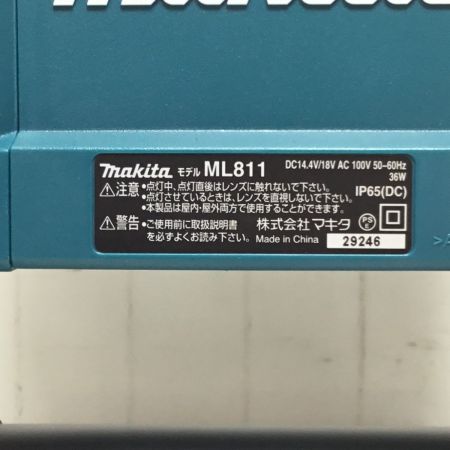 makita モデル ML811 DC14.4V/18V AC 100V 50–60Hz
36W
⚠注意 •点灯中、点灯直後はレンズに触れないで下さい。
•点灯させているときは、レンズを直視しないで下さい。 IP65(DC)
•本製品は屋内・屋外両方で使用することができます。
⚠警告 •ご使用前に取扱説明書 株式会社 マキタ PSE
を必ずよくお読み下さい。 Made in China 29246